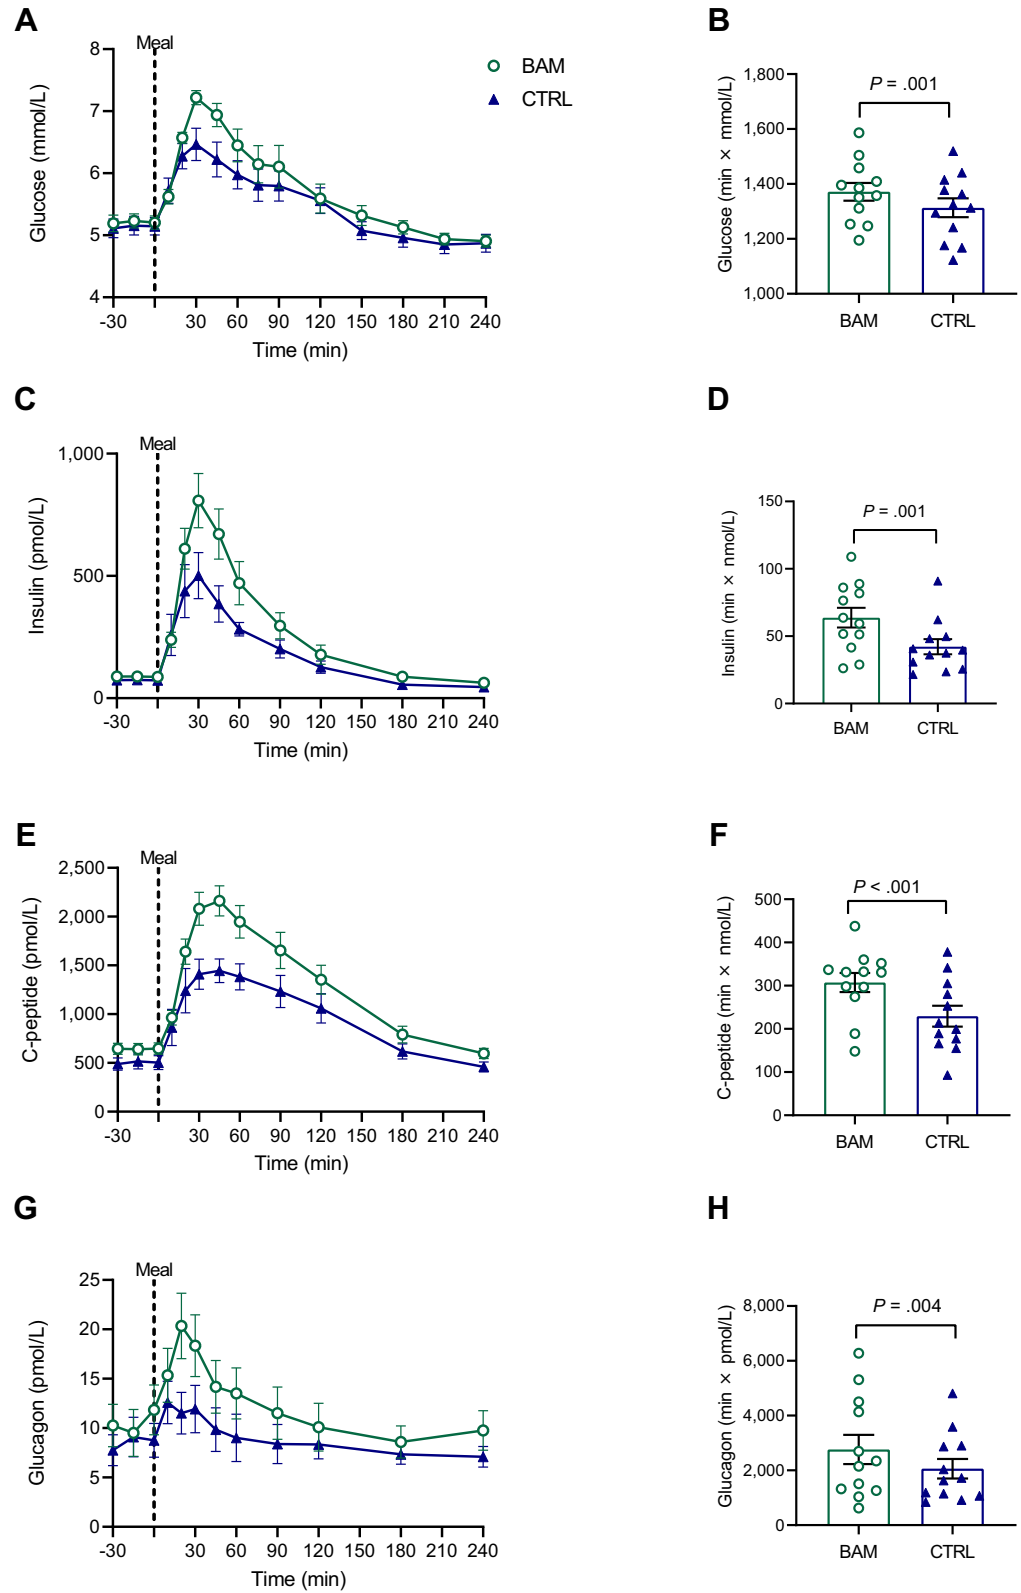 A
Meal
BAM
CTRL
Glucose (mmol/L)
8
7
6
5
4
-30 30 60 90 120 150 180 210 240
Time (min)
B
P = .001
Glucose (min × mmol/L)
1,800
1,600
1,400
1,200
1,000
BAM CTRL
C
Meal
Insulin (pmol/L)
1,000
500
0
-30 30 60 90 120 150 180 210 240
Time (min)
D
P = .001
Insulin (min × nmol/L)
150
100
50
0
BAM CTRL
E
Meal
C-peptide (pmol/L)
2,500
2,000
1,500
1,000
500
0
-30 30 60 90 120 150 180 210 240
Time (min)
F
P < .001
C-peptide (min × nmol/L)
500
400
300
200
100
0
BAM CTRL
G
Meal
Glucagon (pmol/L)
25
20
15
10
5
0
-30 30 60 90 120 150 180 210 240
Time (min)
H
P = .004
Glucagon (min × pmol/L)
8,000
6,000
4,000
2,000
0
BAM CTRL